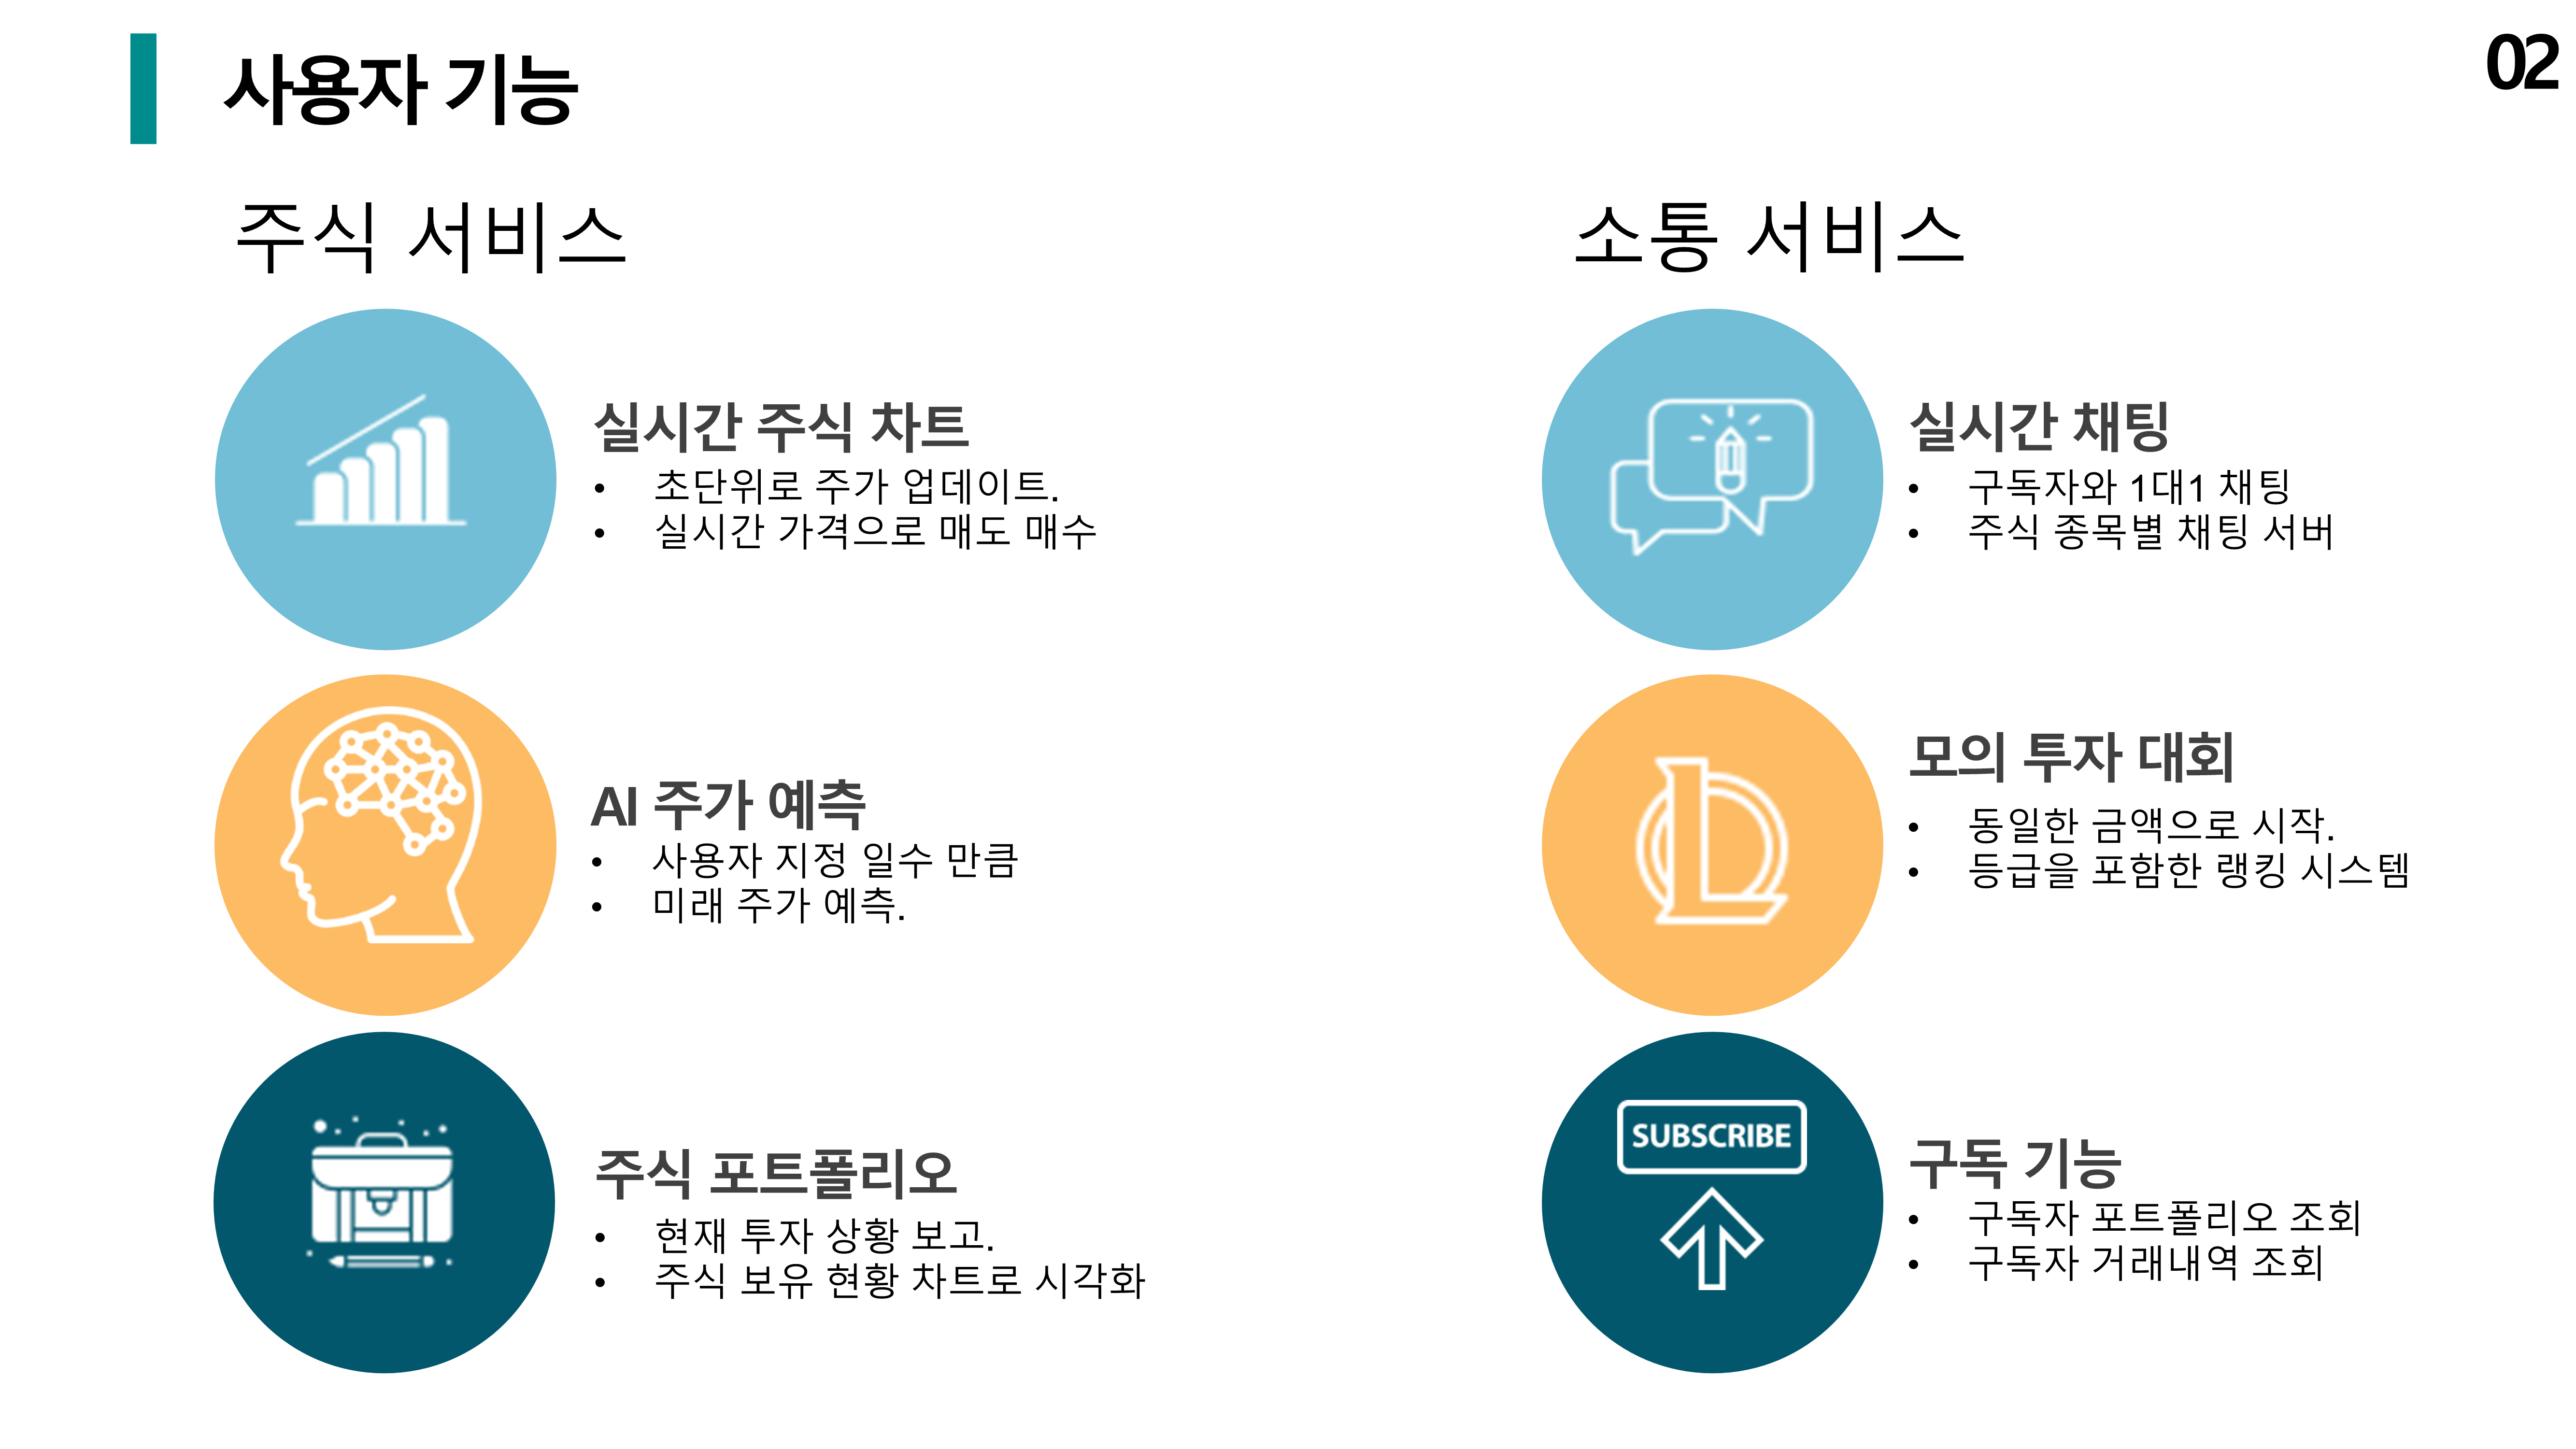 사용자 기능
02
주식 서비스
실시간 주식 차트
• 초단위로 주가 업데이트.
• 실시간 가격으로 매도 매수
AI 주가 예측
• 사용자 지정 일수 만큼
• 미래 주가 예측.
주식 포트폴리오
• 현재 투자 상황 보고.
• 주식 보유 현황 차트로 시각화
소통 서비스
실시간 채팅
• 구독자와 1대1 채팅
• 주식 종목별 채팅 서버
모의 투자 대회
• 동일한 금액으로 시작.
• 등급을 포함한 랭킹 시스템
SUBSCRIBE
구독 기능
• 구독자 포트폴리오 조회
• 구독자 거래내역 조회